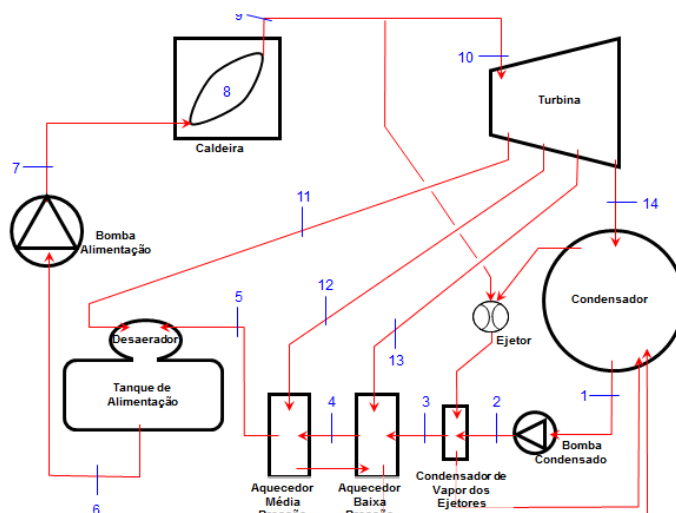 9
10
Turbina
8
Caldeira
7
Bomba
Alimentação
11
14
12
5
Condensador
Desaerador
13
Ejetor
Tanque de
Alimentação
4
3
2
1
Bomba
Condensado
Condensador de
Vapor dos
Ejetores
Aquecedor
Média
Aquecedor
Baixa
6